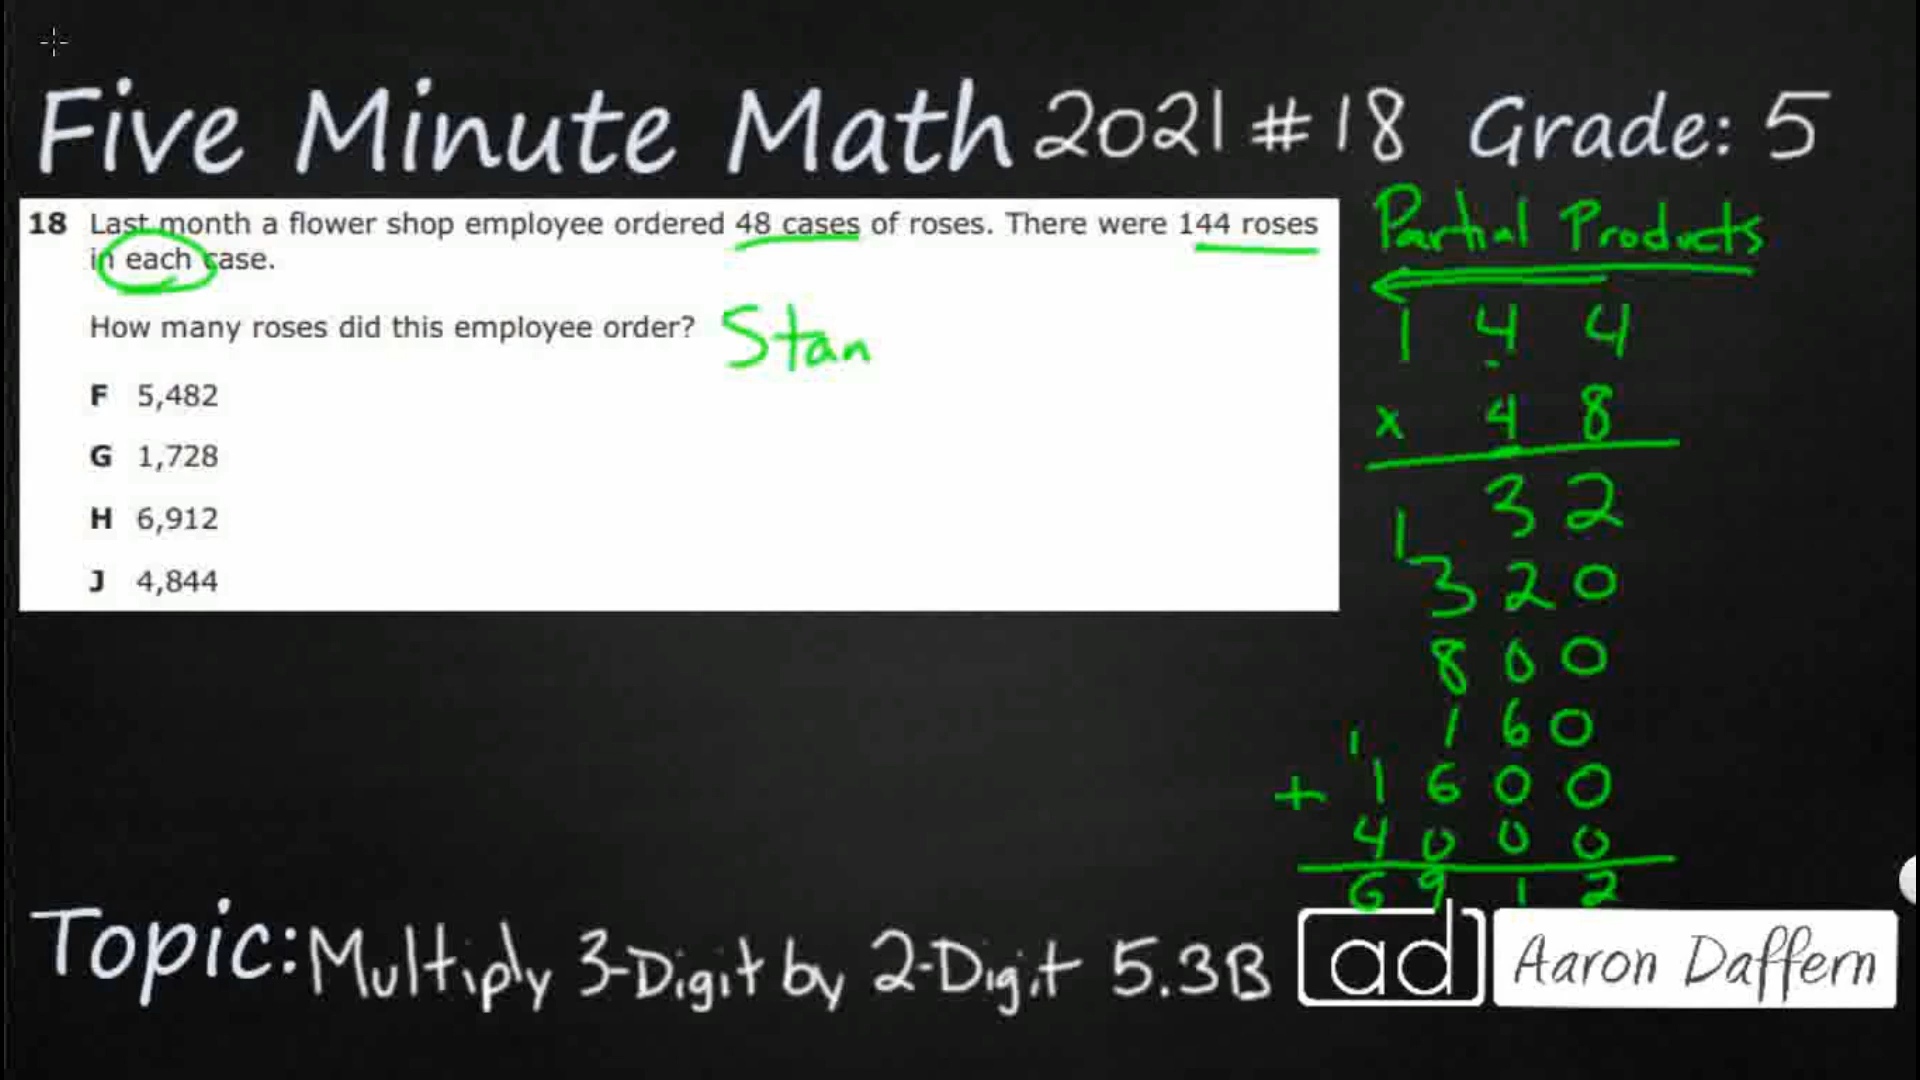 Five Minute Math 2021 #18 Grade: 5
18 Last month a flower shop employee ordered 48 cases of roses. There were 144 roses
in each case.
How many roses did this employee order?
Stan
F 5,482
G 1,728
H 6,912
J 4,844
Partial Products
1 4 4
x 4 8
3 2
1
3 2 0
8 0 0
1 6 0
1
+ 1 6 0 0
4 0 0 0
6 9 1 2
Topic: Multiply 3-Digit by 2-Digit 5.3B
ad Aaron Daffern